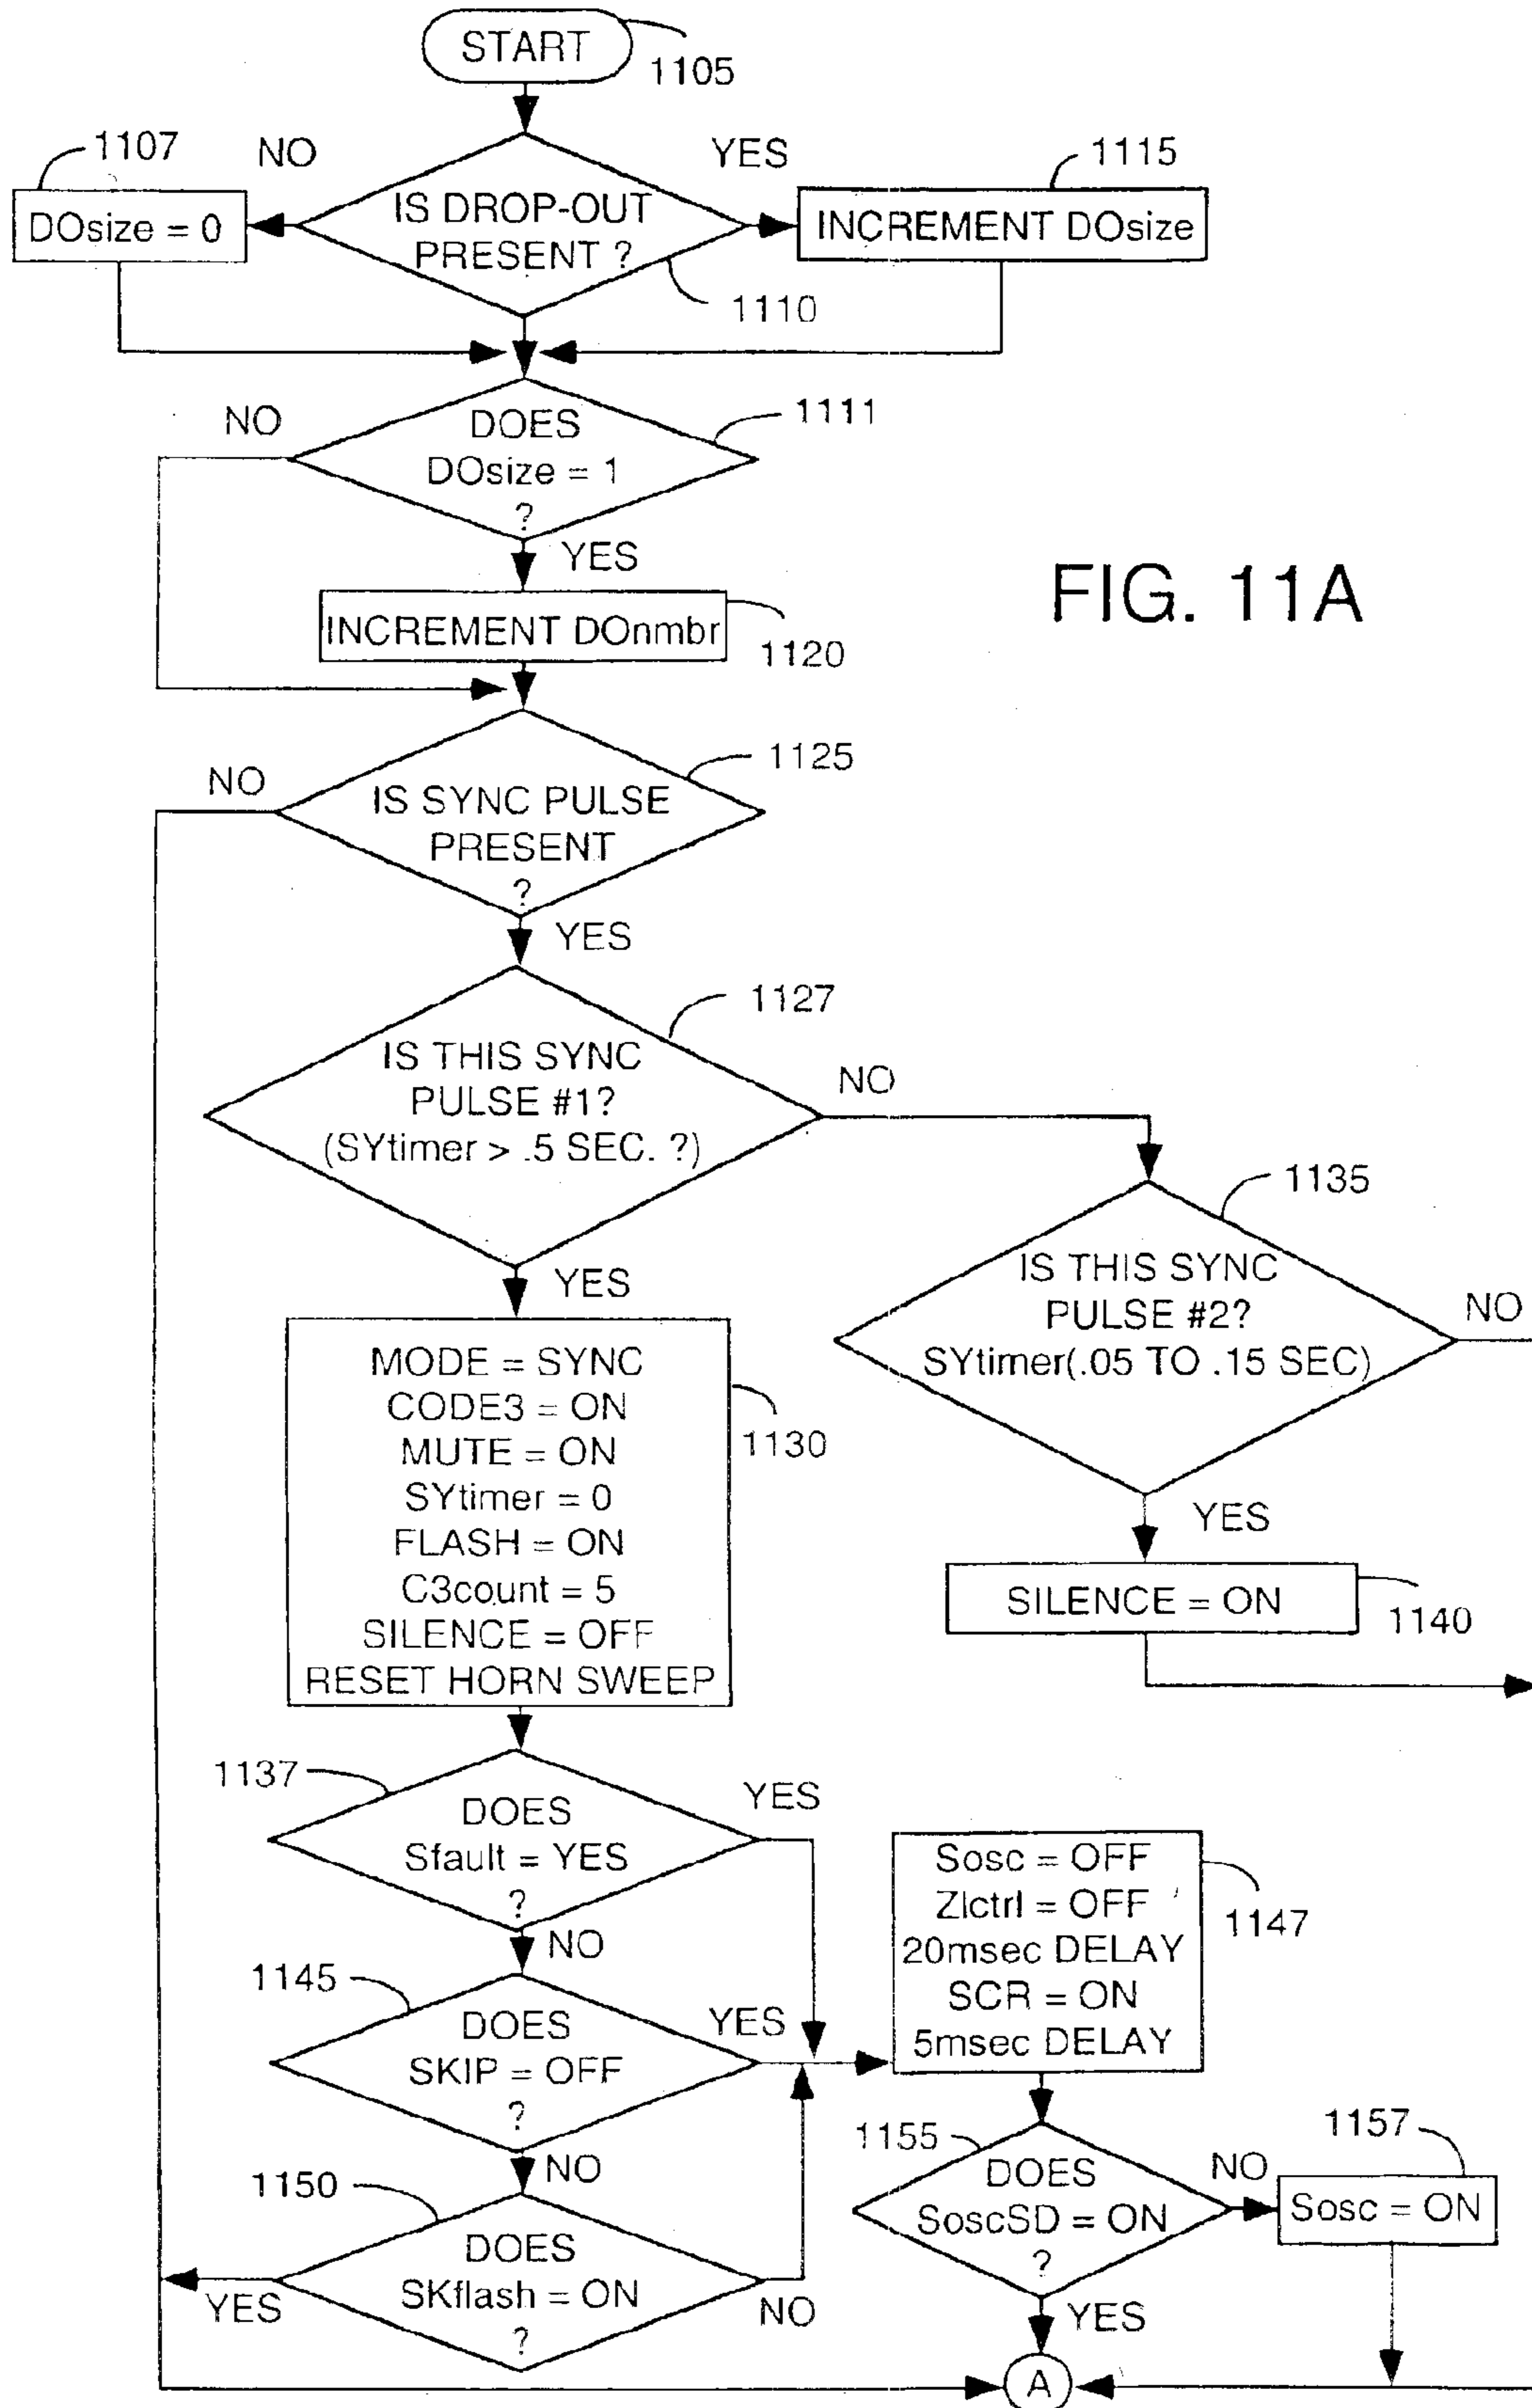 START
1105
1107
NO
YES
1115
DOsize = 0
IS DROP-OUT
PRESENT ?
INCREMENT DOsize
1110
NO
DOES
DOsize = 1
?
1111
YES
INCREMENT DOnmbr
1120
FIG. 11A
NO
1125
IS SYNC PULSE
PRESENT
?
YES
1127
IS THIS SYNC
PULSE #1?
(SYtimer > .5 SEC. ?)
NO
YES
1135
IS THIS SYNC
PULSE #2?
SYtimer(.05 TO .15 SEC)
NO
YES
SILENCE = ON
1140
MODE = SYNC
CODE3 = ON
MUTE = ON
SYtimer = 0
FLASH = ON
C3count = 5
SILENCE = OFF
RESET HORN SWEEP
1130
1137
DOES
Sfault = YES
?
YES
NO
1145
DOES
SKIP = OFF
?
YES
NO
1150
DOES
SKflash = ON
?
YES
NO
Sosc = OFF
ZIctrl = OFF
20msec DELAY
SCR = ON
5msec DELAY
1147
1155
DOES
SoscSD = ON
?
NO
1157
Sosc = ON
YES
A